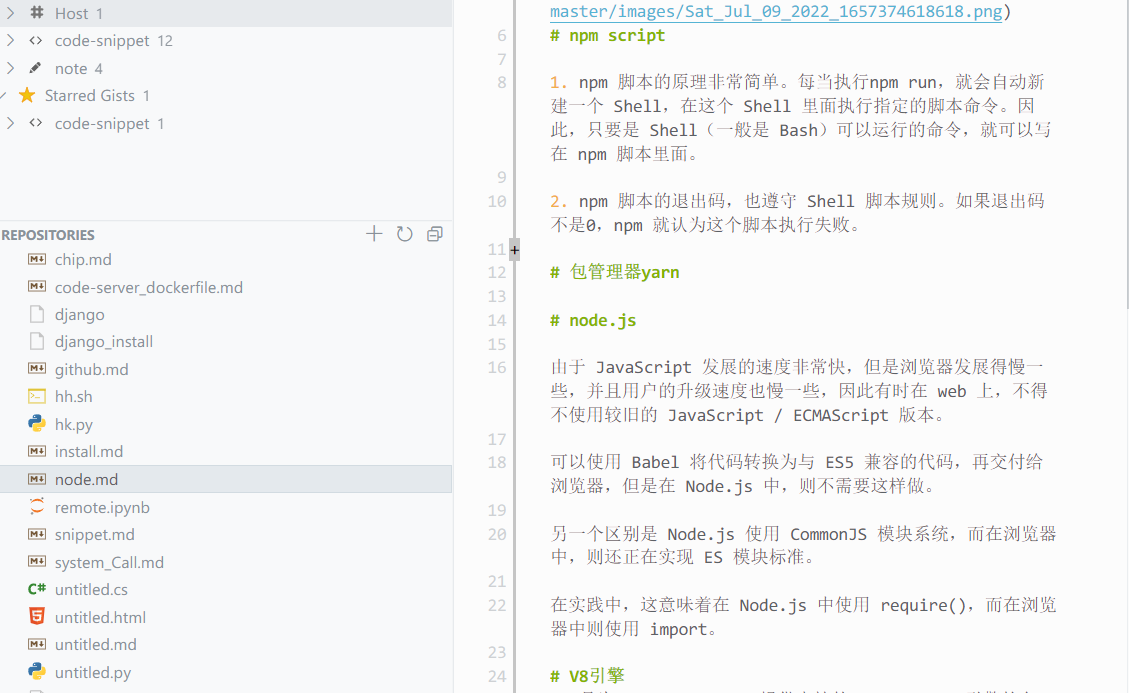 Host 1
code-snippet 12
note 4
Starred Gists 1
code-snippet 1
REPOSITORIES
chip.md
code-server_dockerfile.md
django
django_install
github.md
hh.sh
hk.py
install.md
node.md
remote.ipynb
snippet.md
system_Call.md
untitled.cs
untitled.html
untitled.md
untitled.py
master/images/Sat_Jul_09_2022_1657374618618.png)
6 # npm script
7
8 1. npm 脚本的原理非常简单。每当执行npm run，就会自动新
建一个 Shell，在这个 Shell 里面执行指定的脚本命令。因
此，只要是 Shell（一般是 Bash）可以运行的命令，就可以写
在 npm 脚本里面。
9
10 2. npm 脚本的退出码，也遵守 Shell 脚本规则。如果退出码
不是0，npm 就认为这个脚本执行失败。
11 +
12 # 包管理器yarn
13
14 # node.js
15
16 由于 JavaScript 发展的速度非常快，但是浏览器发展得慢一
些，并且用户的升级速度也慢一些，因此有时在 web 上，不得
不使用较旧的 JavaScript / ECMAScript 版本。
17
18 可以使用 Babel 将代码转换为与 ES5 兼容的代码，再交付给
浏览器，但是在 Node.js 中，则不需要这样做。
19
20 另一个区别是 Node.js 使用 CommonJS 模块系统，而在浏览器
中，则还正在实现 ES 模块标准。
21
22 在实践中，这意味着在 Node.js 中使用 require()，而在浏览
器中则使用 import。
23
24 # V8引擎